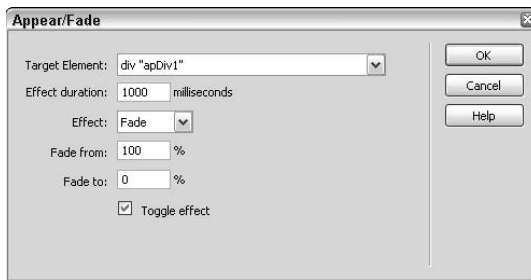 Appear/Fade
Target Element: div "apDiv1"
Effect duration: 1000 milliseconds
Effect: Fade
Fade from: 100 %
Fade to: 0 %
Toggle effect
OK
Cancel
Help